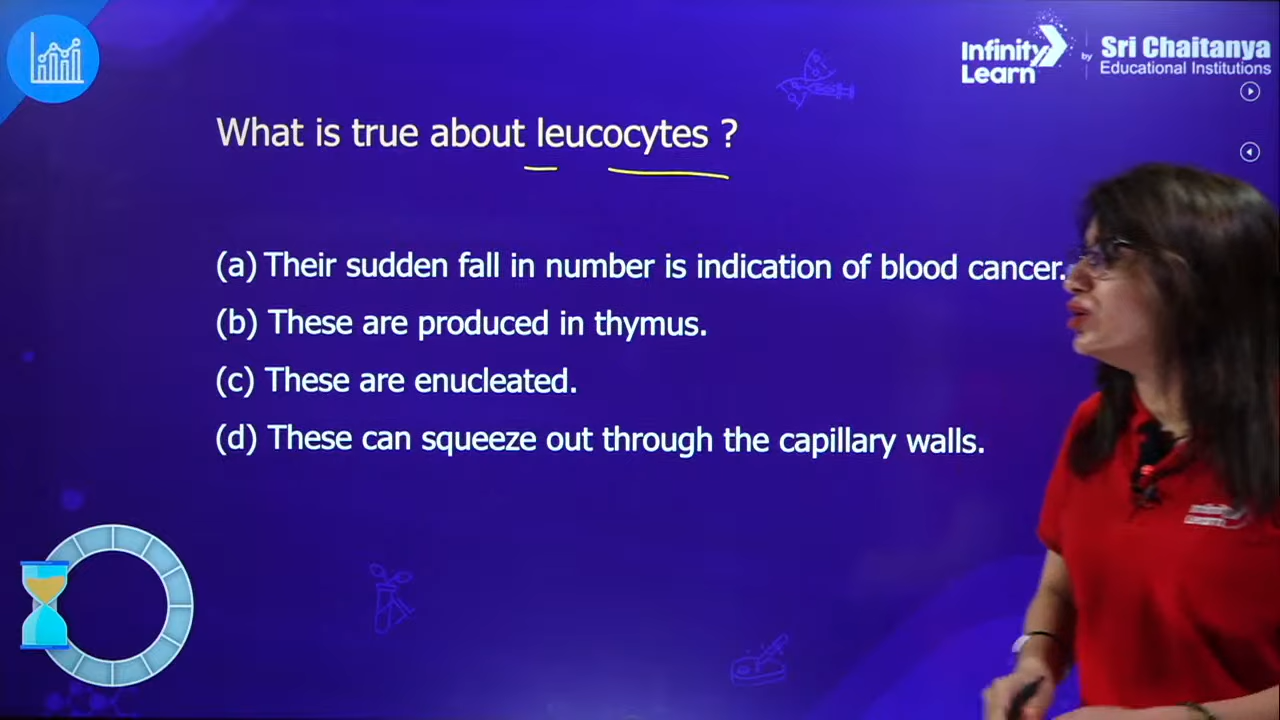 Infinity Learn by Sri Chaitanya Educational Institutions
What is true about leucocytes ?
(a) Their sudden fall in number is indication of blood cancer.
(b) These are produced in thymus.
(c) These are enucleated.
(d) These can squeeze out through the capillary walls.
Infinity
Learn